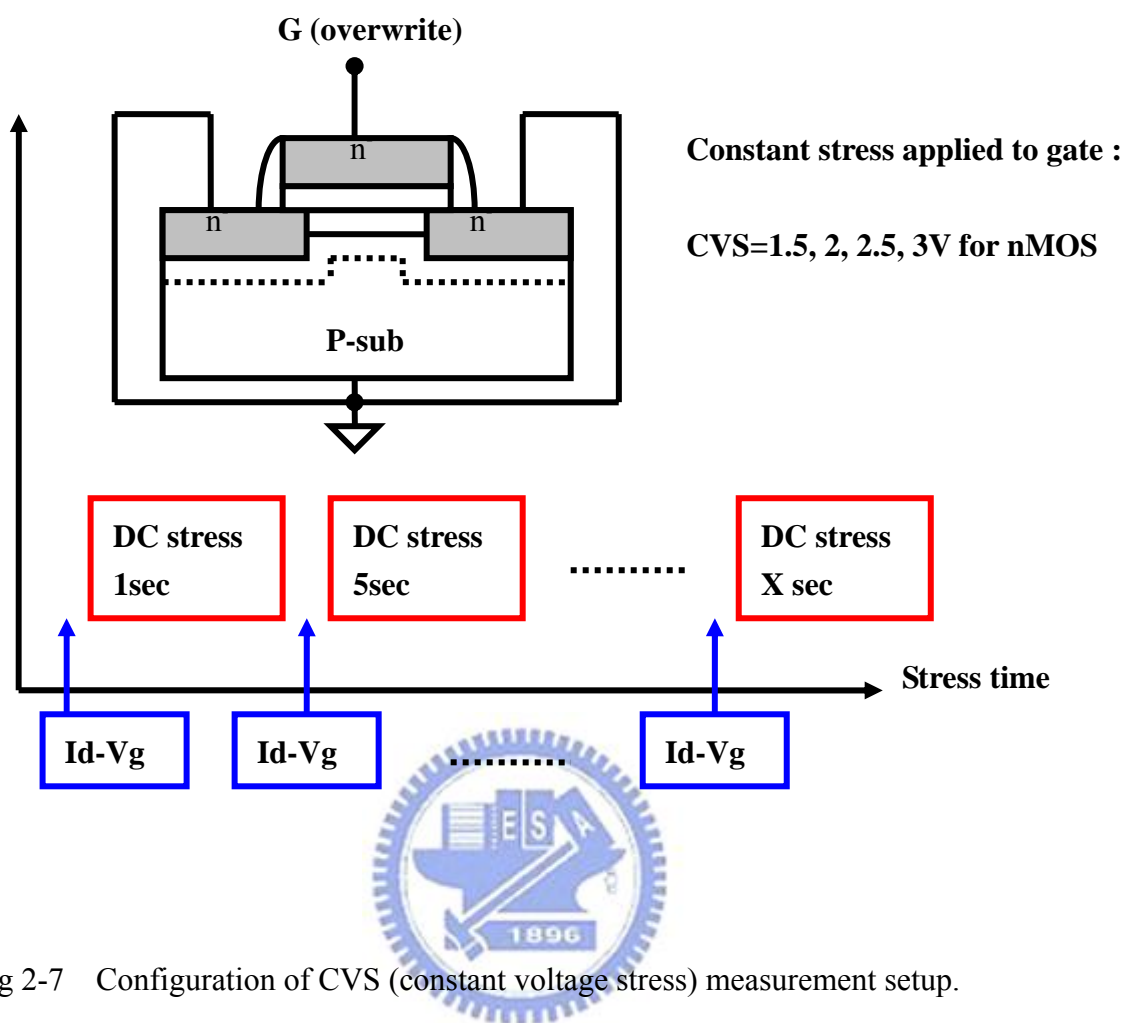 G (overwrite)
n
n
n
P-sub
Constant stress applied to gate :
CVS=1.5, 2, 2.5, 3V for nMOS
DC stress
1sec
DC stress
5sec
DC stress
X sec
Stress time
Id-Vg
Id-Vg
Id-Vg
E S A
1896
g 2-7 Configuration of CVS (constant voltage stress) measurement setup.